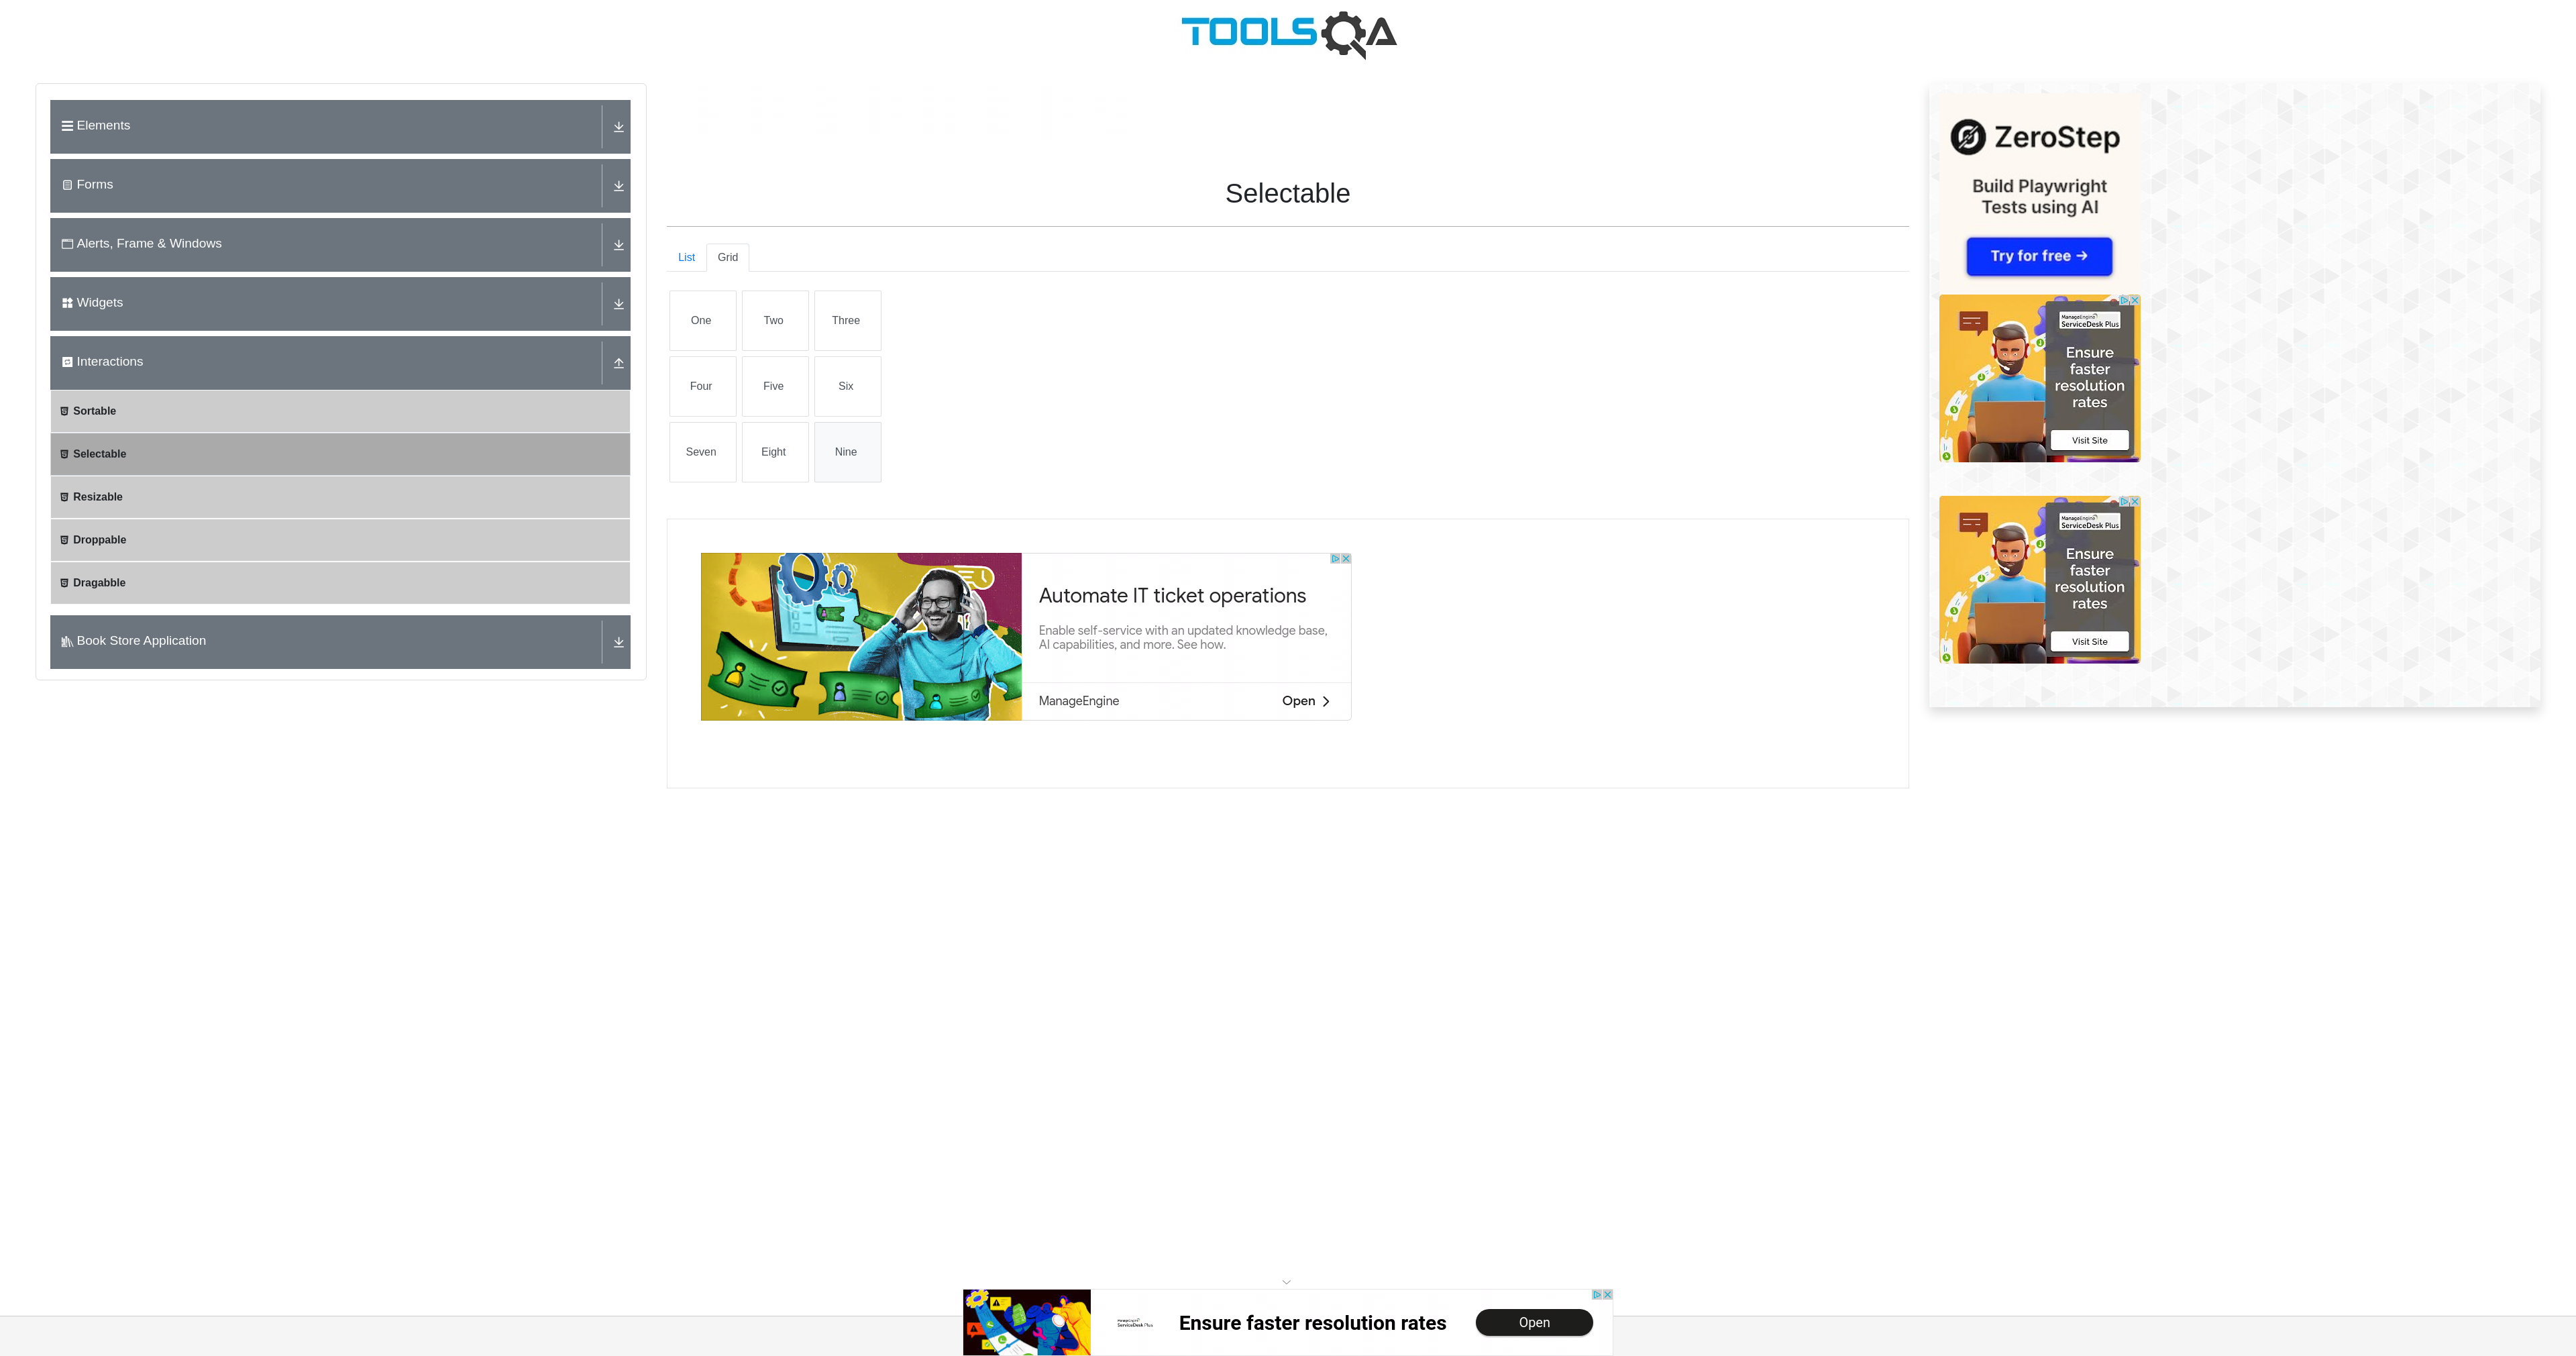 TOOLSQA
Elements
Forms
Alerts, Frame & Windows
Widgets
Interactions
Sortable
Selectable
Resizable
Droppable
Dragabble
Book Store Application
Selectable
List
Grid
One
Two
Three
Four
Five
Six
Seven
Eight
Nine
Automate IT ticket operations
Enable self-service with an updated knowledge base,
AI capabilities, and more. See how.
ManageEngine
Open
ZeroStep
Build Playwright
Tests using AI
Try for free →
ManageEngine
ServiceDesk Plus
Ensure
faster
resolution
rates
Visit Site
ManageEngine
ServiceDesk Plus
Ensure
faster
resolution
rates
Visit Site
ServiceDesk Plus
Ensure faster resolution rates
Open